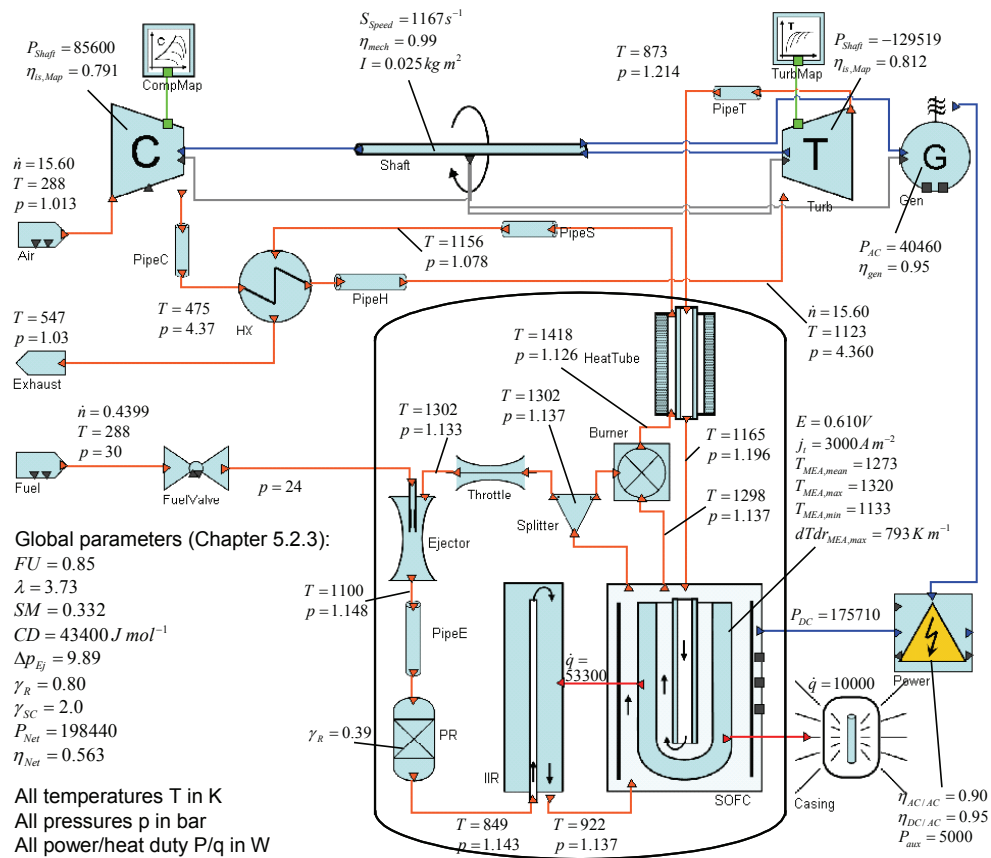 P_Shaft = 85600
η_is,Map = 0.791
C
CompMap
S_Speed = 1167 s⁻¹
η_mech = 0.99
I = 0.025 kg m²
T = 873
p = 1.214
T
TurbMap
P_Shaft = −129519
η_is,Map = 0.812
PipeT
C
Shaft
T
Turb
G
Gen
ṅ = 15.60
T = 288
p = 1.013
Air
PipeC
T = 1156
p = 1.078
PipeS
P_AC = 40460
η_gen = 0.95
HX
PipeH
T = 475
p = 4.37
ṅ = 15.60
T = 1123
p = 4.360
T = 547
p = 1.03
Exhaust
T = 1418
p = 1.126
HeatTube
ṅ = 0.4399
T = 288
p = 30
Fuel
FuelValve
p = 24
T = 1302
p = 1.133
T = 1302
p = 1.137
Burner
T = 1165
p = 1.196
E = 0.610V
j_t = 3000 A m⁻²
T_MEA,mean = 1273
T_MEA,max = 1320
T_MEA,min = 1133
dTdr_MEA,max = 793 K m⁻¹
Throttle
Splitter
T = 1298
p = 1.137
Ejector
T = 1100
p = 1.148
PipeE
Global parameters (Chapter 5.2.3):
FU = 0.85
λ = 3.73
SM = 0.332
CD = 43400 J mol⁻¹
Δp_Ej = 9.89
γ_R = 0.80
γ_SC = 2.0
P_Net = 198440
η_Net = 0.563
All temperatures T in K
All pressures p in bar
All power/heat duty P/q in W
γ_R = 0.39
PR
IIR
q̇ =
53300
SOFC
P_DC = 175710
Power
q̇ = 10000
Casing
η_AC/AC = 0.90
η_DC/AC = 0.95
P_aux = 5000
T = 849
p = 1.143
T = 922
p = 1.137